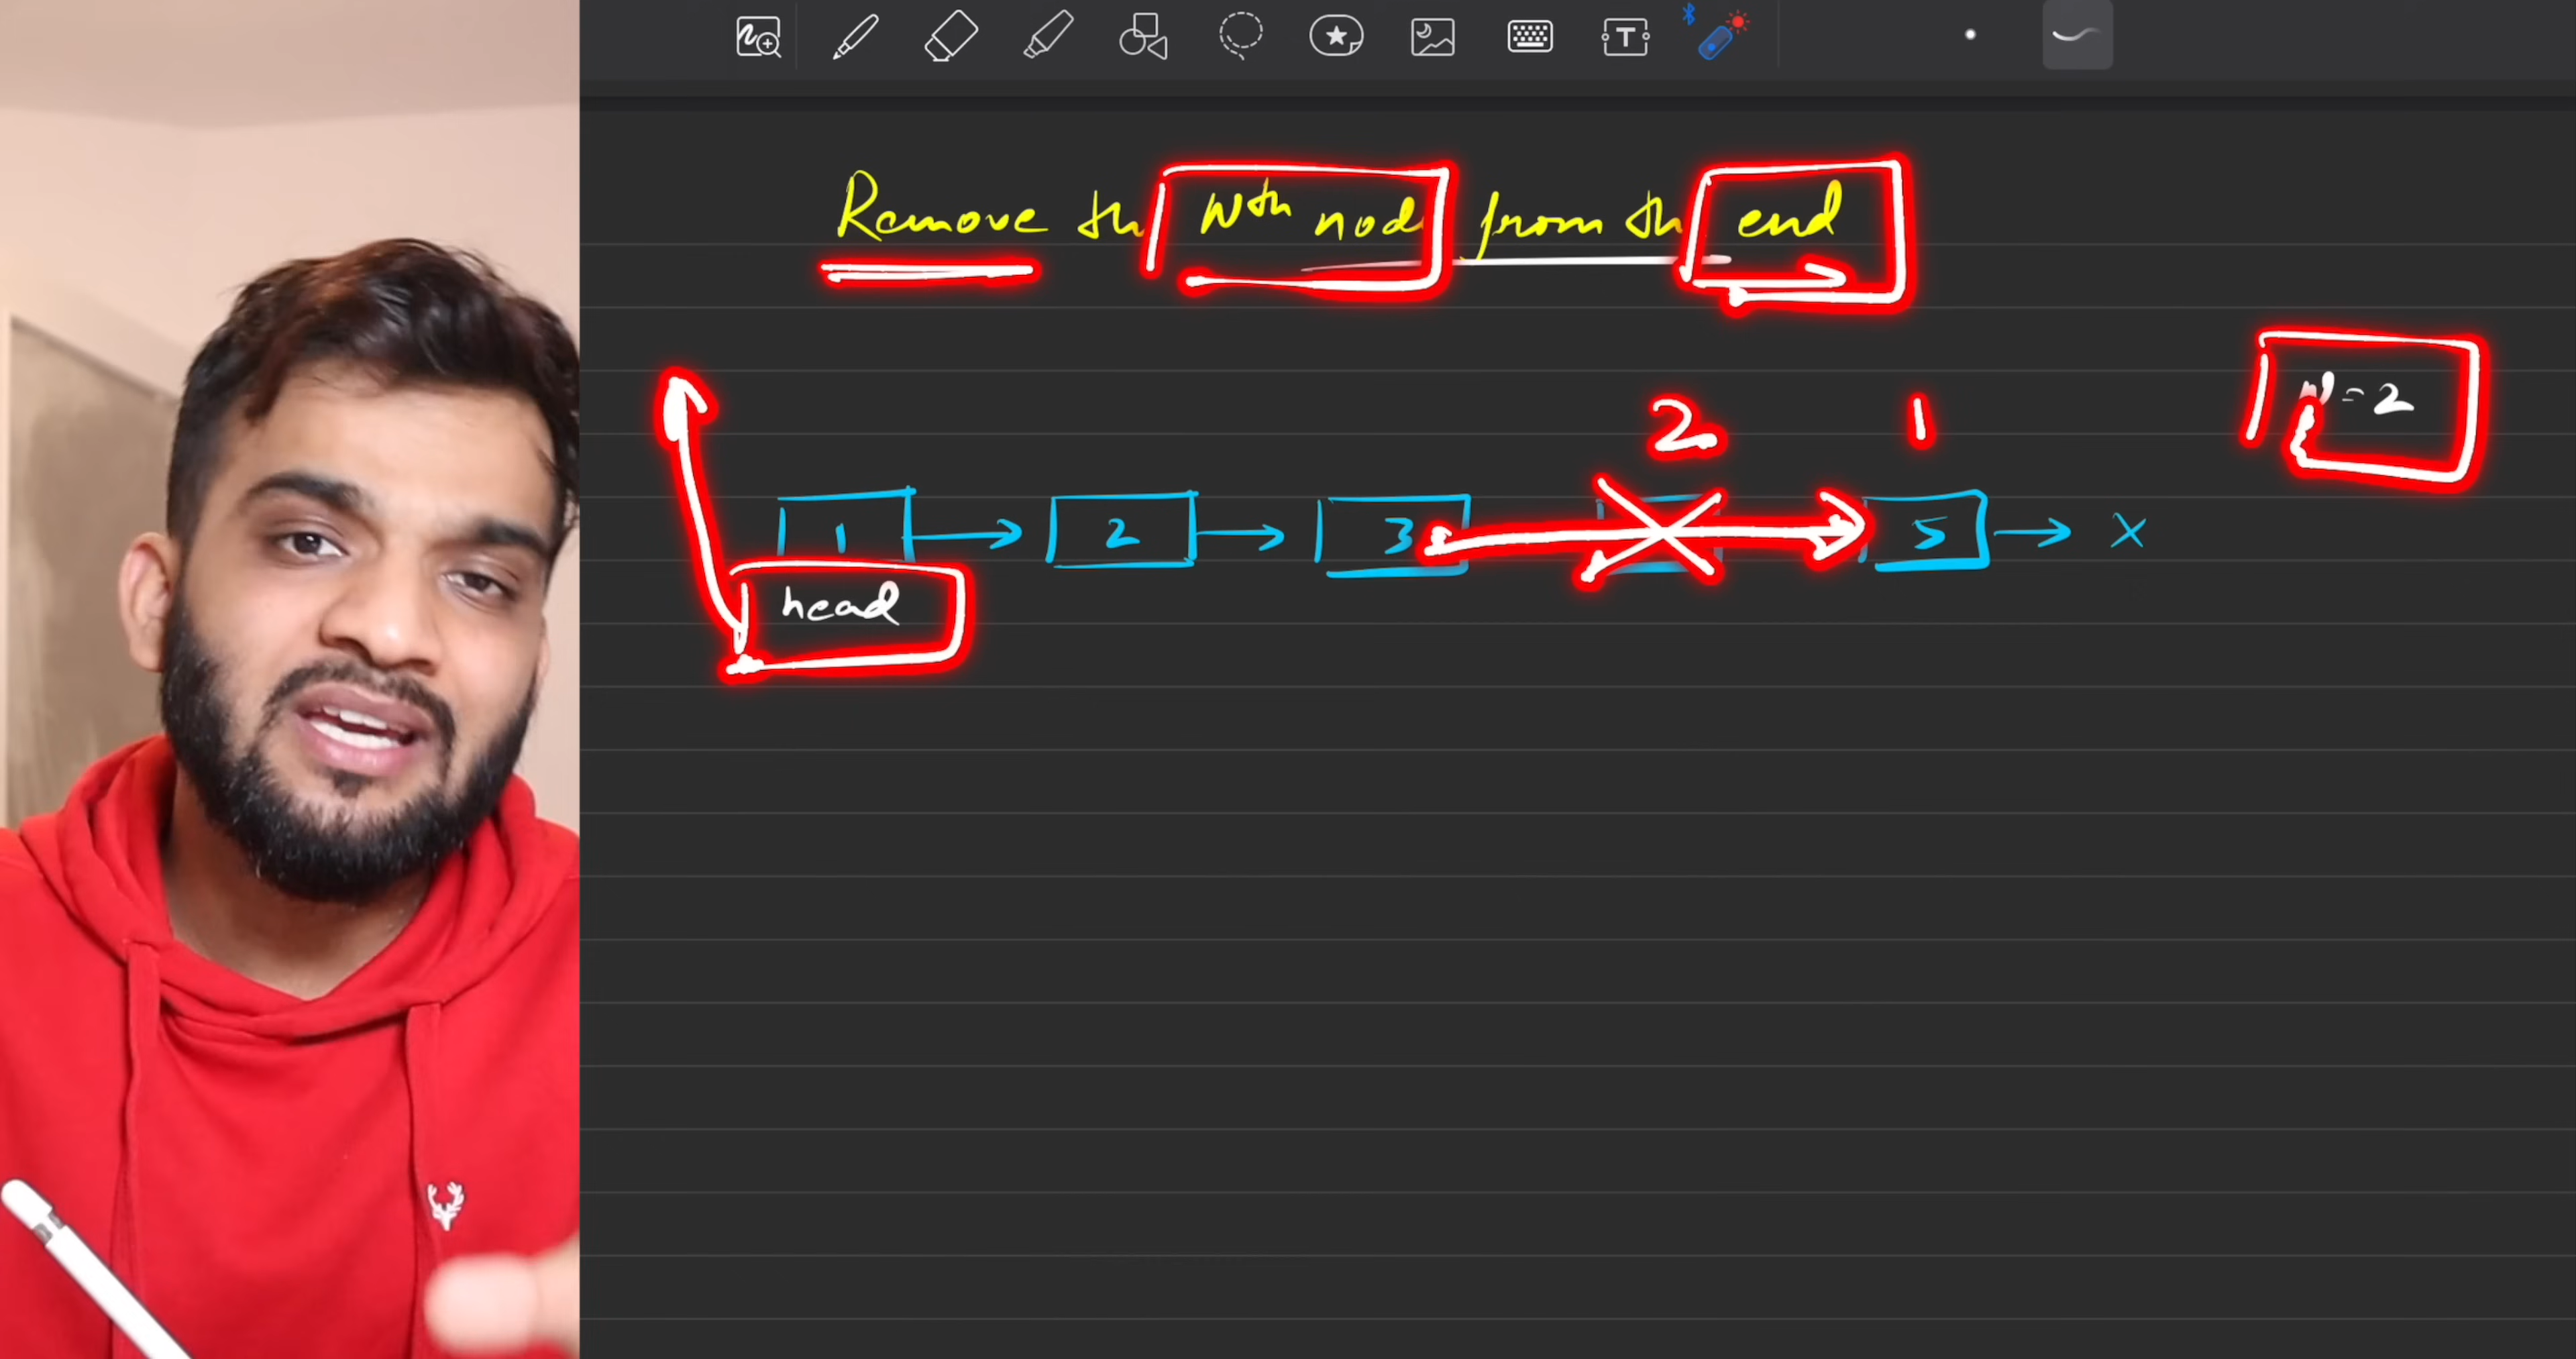 Remove the Nth node from the end
n=2
2 1
1 → 2 → 3 → 5 → x
head